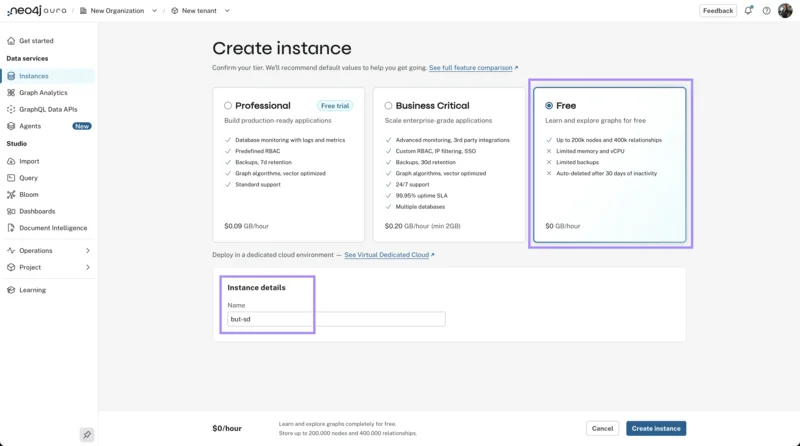 neo4j aura / New Organization / New tenant Feedback
Get started
Data services
Instances
Graph Analytics
GraphQL Data APIs
Agents New
Studio
Import
Query
Bloom
Dashboards
Document Intelligence
Operations
Project
Learning
Create instance
Confirm your tier. We'll recommend default values to help you get going. See full feature comparison
Professional Free trial
Build production-ready applications
Database monitoring with logs and metrics
Predefined RBAC
Backups, 7d retention
Graph algorithms, vector optimized
Standard support
$0.09 GB/hour
Business Critical
Scale enterprise-grade applications
Advanced monitoring, 3rd party integrations
Custom RBAC, IP filtering, SSO
Backups, 30d retention
Graph algorithms, vector optimized
24/7 support
99.95% uptime SLA
Multiple databases
$0.20 GB/hour (min 2GB)
Free
Learn and explore graphs for free
Up to 200k nodes and 400k relationships
Limited memory and vCPU
Limited backups
Auto-deleted after 30 days of inactivity
$0 GB/hour
Deploy in a dedicated cloud environment — See Virtual Dedicated Cloud
Instance details
Name
but-sd
$0/hour
Learn and explore graphs completely for free.
Store up to 200.000 nodes and 400.000 relationships.
Cancel
Create instance